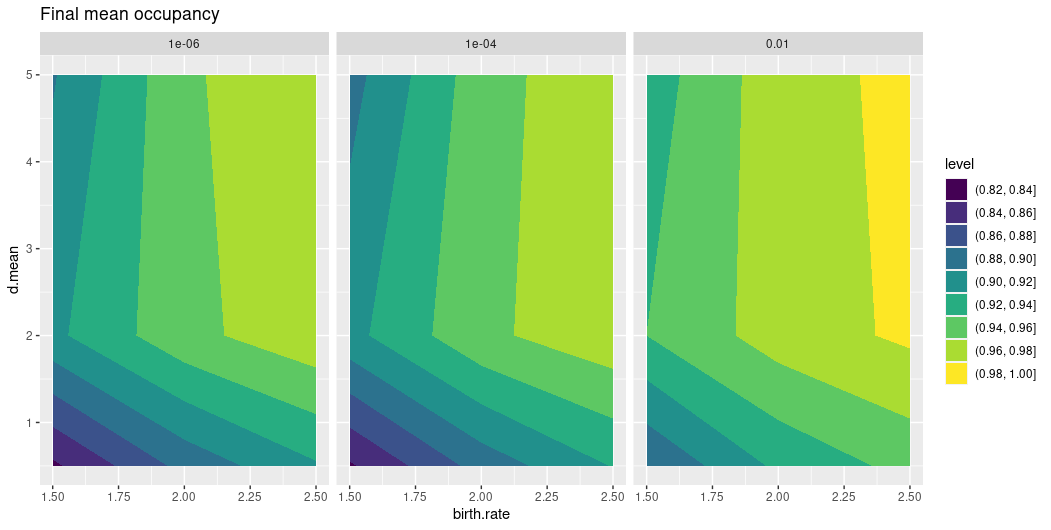 Final mean occupancy
1e-06 1e-04 0.01
5
4
3
2
1
d.mean
1.50 1.75 2.00 2.25 2.50 1.50 1.75 2.00 2.25 2.50 1.50 1.75 2.00 2.25 2.50
birth.rate
level
(0.82, 0.84]
(0.84, 0.86]
(0.86, 0.88]
(0.88, 0.90]
(0.90, 0.92]
(0.92, 0.94]
(0.94, 0.96]
(0.96, 0.98]
(0.98, 1.00]